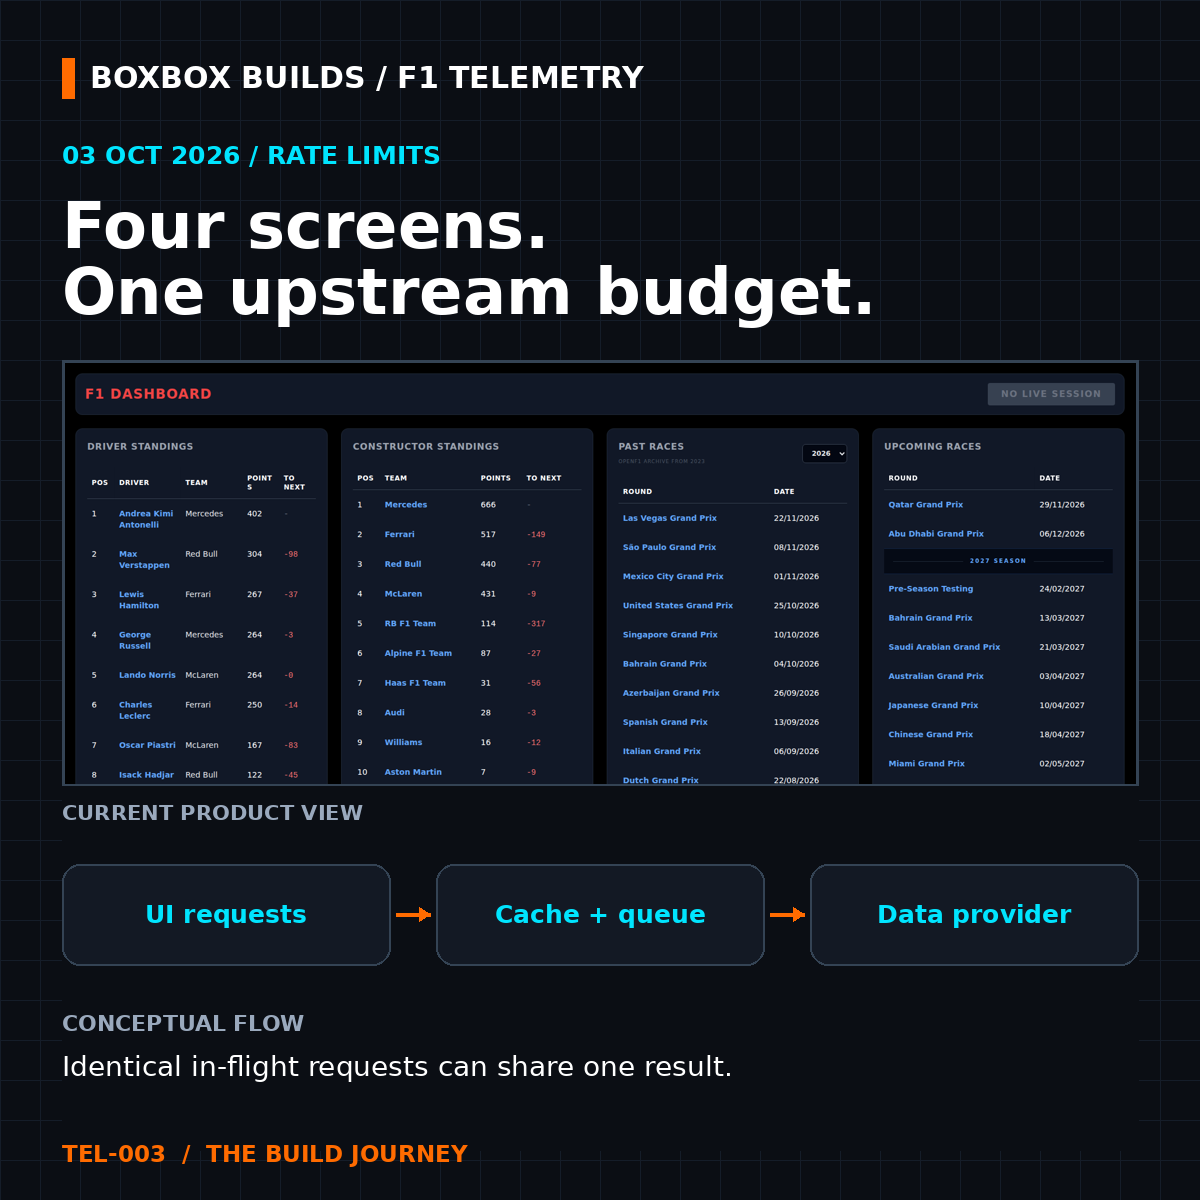 BOXBOX BUILDS / F1 TELEMETRY
03 OCT 2026 / RATE LIMITS
Four screens.
One upstream budget.
F1 DASHBOARD
NO LIVE SESSION
DRIVER STANDINGS
POS DRIVER TEAM POINTS TO NEXT
1 Andrea Kimi Antonelli Mercedes 402 -
2 Max Verstappen Red Bull 304 -98
3 Lewis Hamilton Ferrari 267 -37
4 George Russell Mercedes 264 -3
5 Lando Norris McLaren 264 -0
6 Charles Leclerc Ferrari 250 -14
7 Oscar Piastri McLaren 167 -83
8 Isack Hadjar Red Bull 122 -45
CONSTRUCTOR STANDINGS
POS TEAM POINTS TO NEXT
1 Mercedes 666 -
2 Ferrari 517 -149
3 Red Bull 440 -77
4 McLaren 431 -9
5 RB F1 Team 114 -317
6 Alpine F1 Team 87 -27
7 Haas F1 Team 31 -56
8 Audi 28 -3
9 Williams 16 -12
10 Aston Martin 7 -9
PAST RACES
OPENF1 ARCHIVE FROM 2023
2026
ROUND DATE
Las Vegas Grand Prix 22/11/2026
São Paulo Grand Prix 08/11/2026
Mexico City Grand Prix 01/11/2026
United States Grand Prix 25/10/2026
Singapore Grand Prix 10/10/2026
Bahrain Grand Prix 04/10/2026
Azerbaijan Grand Prix 26/09/2026
Spanish Grand Prix 13/09/2026
Italian Grand Prix 06/09/2026
Dutch Grand Prix 22/08/2026
UPCOMING RACES
ROUND DATE
Qatar Grand Prix 29/11/2026
Abu Dhabi Grand Prix 06/12/2026
2027 SEASON
Pre-Season Testing 24/02/2027
Bahrain Grand Prix 13/03/2027
Saudi Arabian Grand Prix 21/03/2027
Australian Grand Prix 03/04/2027
Japanese Grand Prix 10/04/2027
Chinese Grand Prix 18/04/2027
Miami Grand Prix 02/05/2027
CURRENT PRODUCT VIEW
UI requests
Cache + queue
Data provider
CONCEPTUAL FLOW
Identical in-flight requests can share one result.
TEL-003 / THE BUILD JOURNEY